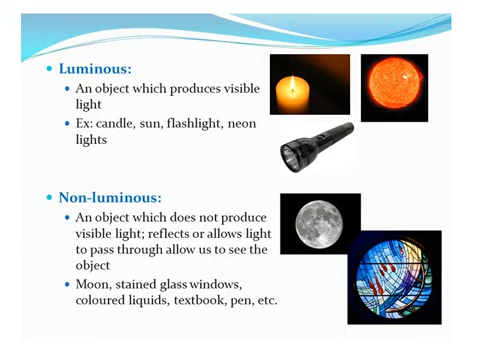 Luminous:
An object which produces visible
light
Ex: candle, sun, flashlight, neon
lights
Non-luminous:
An object which does not produce
visible light; reflects or allows light
to pass through allow us to see the
object
Moon, stained glass windows,
coloured liquids, textbook, pen, etc.